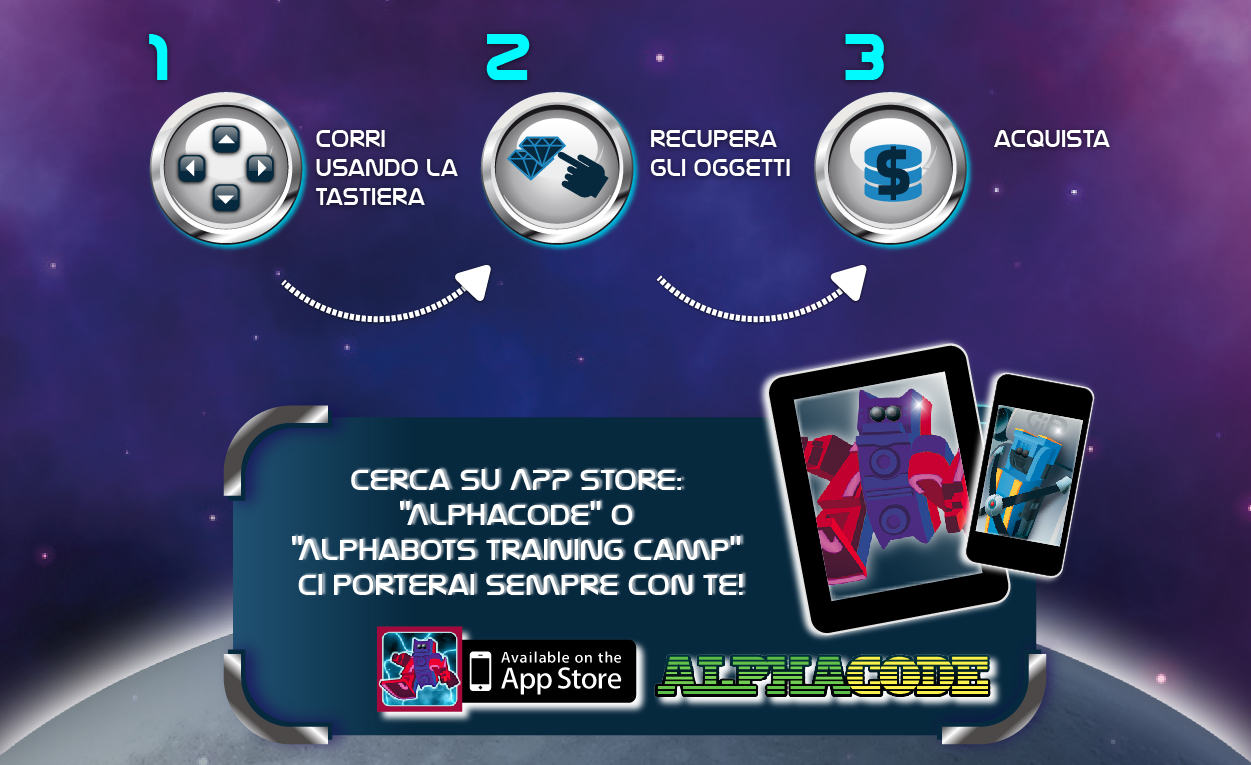 1
2
3
CORRI
USANDO LA
TASTIERA
RECUPERA
GLI OGGETTI
ACQUISTA
$
CERCA SU APP STORE:
"ALPHACODE" O
"ALPHABOTS TRAINING CAMP"
CI PORTERAI SEMPRE CON TE!
Available on the
App Store
ALPHACODE